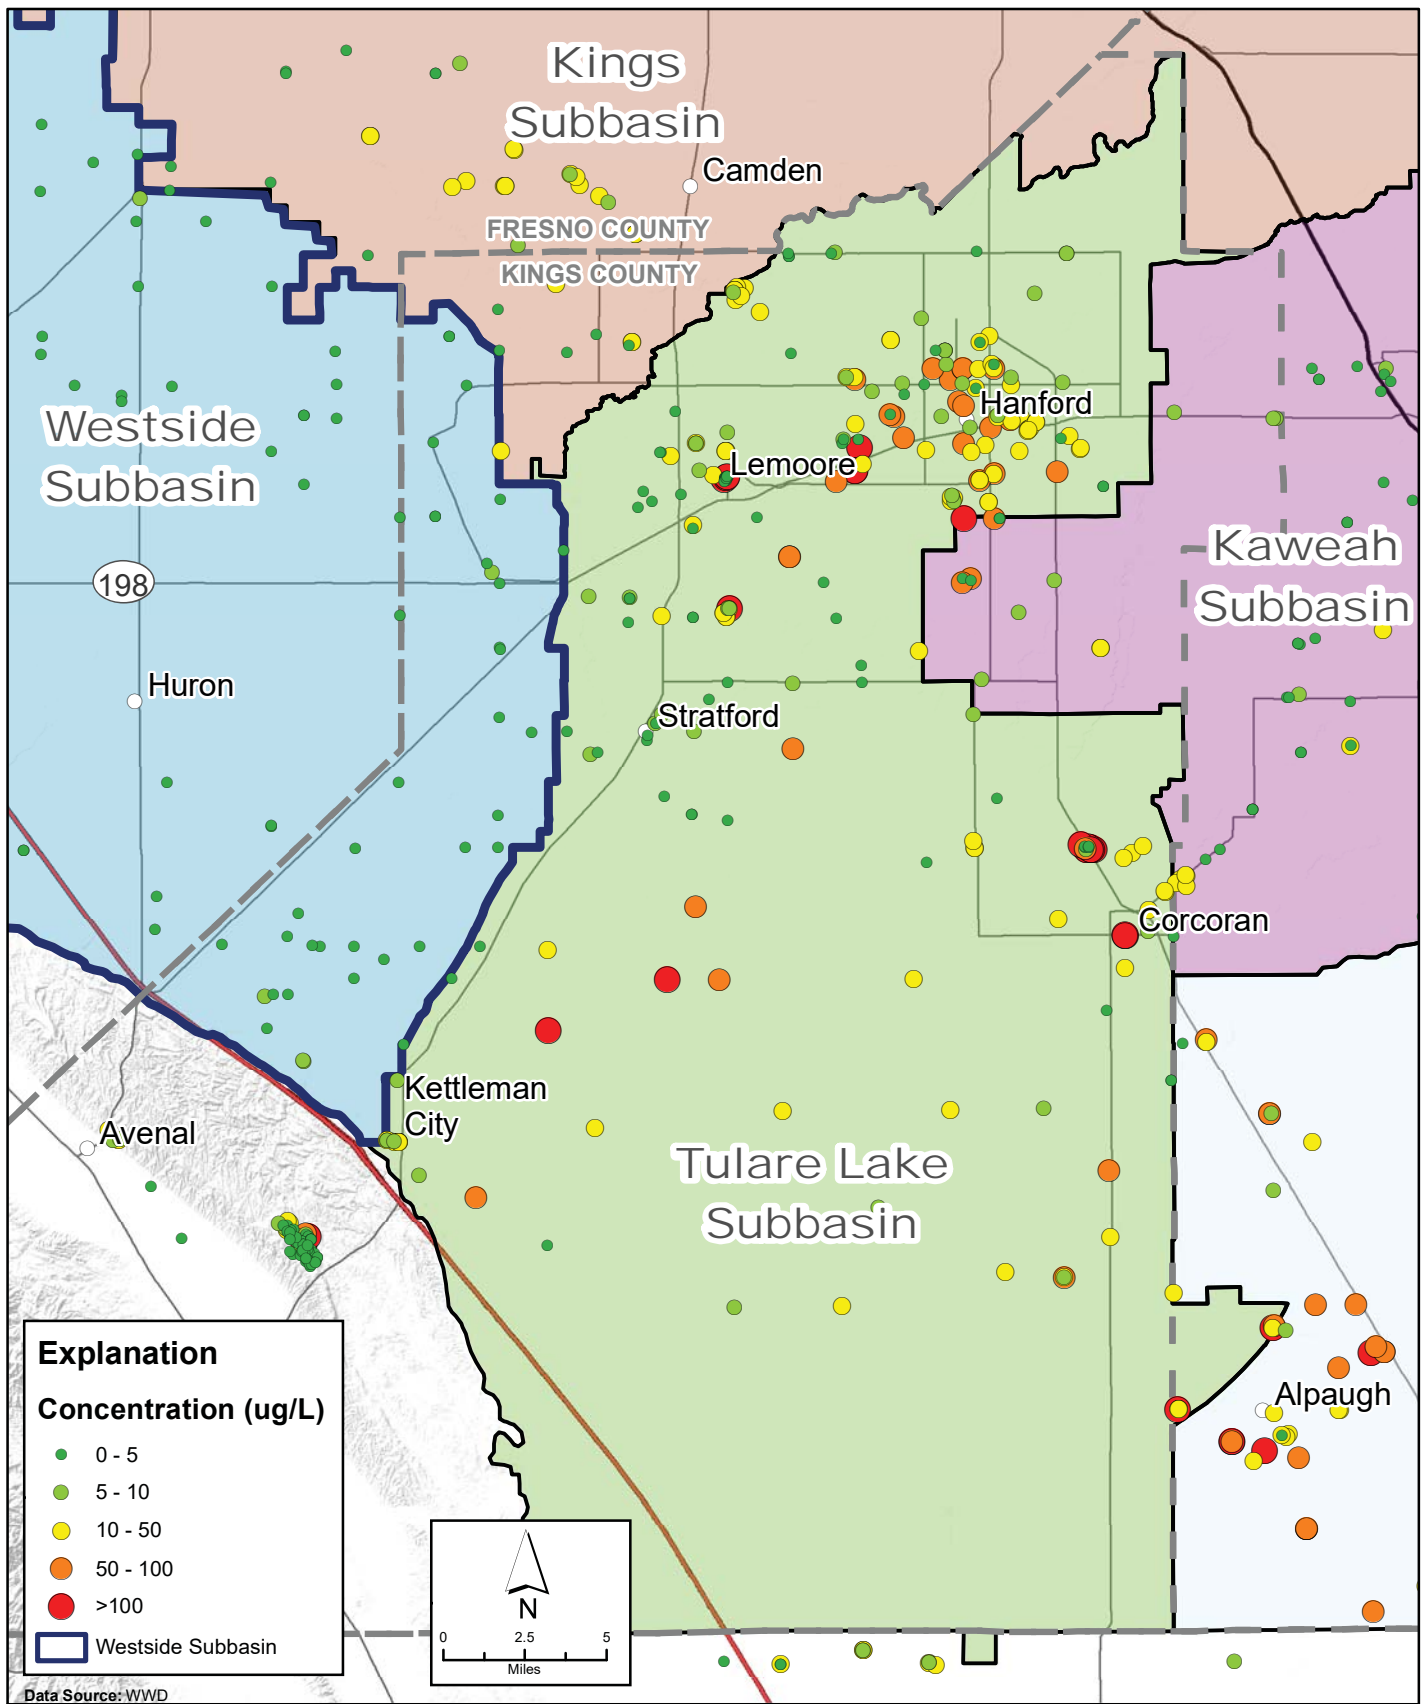 Kings
Subbasin
Camden
FRESNO COUNTY
KINGS COUNTY
Hanford
Westside
Subbasin
Lemoore
Kaweah
Subbasin
198
Huron
Stratford
Corcoran
Kettleman
City
Avenal
Tulare Lake
Subbasin
Alpaugh
Explanation
Concentration (ug/L)
0 - 5
5 - 10
10 - 50
50 - 100
>100
Westside Subbasin
N
0 2.5 5
Miles
Data Source: WWD